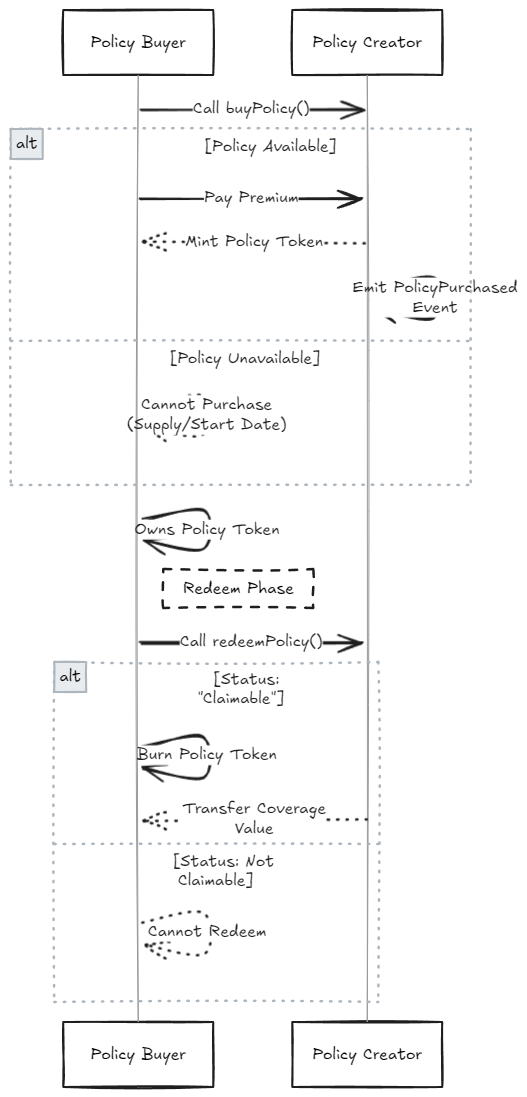 Policy Buyer
Policy Creator
Call buyPolicy()
alt
[Policy Available]
Pay Premium
Mint Policy Token
Emit PolicyPurchased
Event
[Policy Unavailable]
Cannot Purchase
(Supply/Start Date)
Owns Policy Token
Redeem Phase
Call redeemPolicy()
alt
[Status:
"Claimable"]
Burn Policy Token
Transfer Coverage
Value
[Status: Not
Claimable]
Cannot Redeem
Policy Buyer
Policy Creator